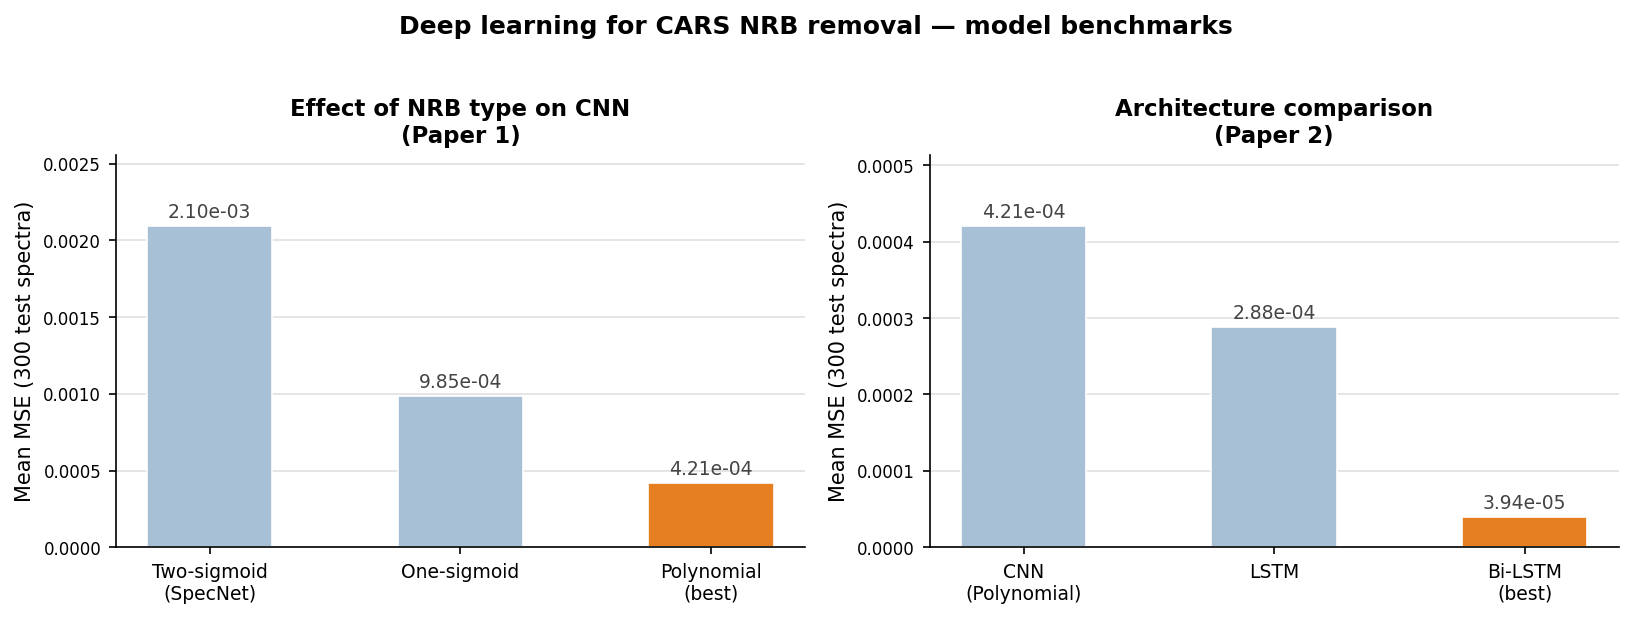 Deep learning for CARS NRB removal — model benchmarks
Effect of NRB type on CNN
(Paper 1)
Mean MSE (300 test spectra)
0.0025
0.0020
0.0015
0.0010
0.0005
0.0000
2.10e-03
9.85e-04
4.21e-04
Two-sigmoid
(SpecNet)
One-sigmoid
Polynomial
(best)
Architecture comparison
(Paper 2)
Mean MSE (300 test spectra)
0.0005
0.0004
0.0003
0.0002
0.0001
0.0000
4.21e-04
2.88e-04
3.94e-05
CNN
(Polynomial)
LSTM
Bi-LSTM
(best)